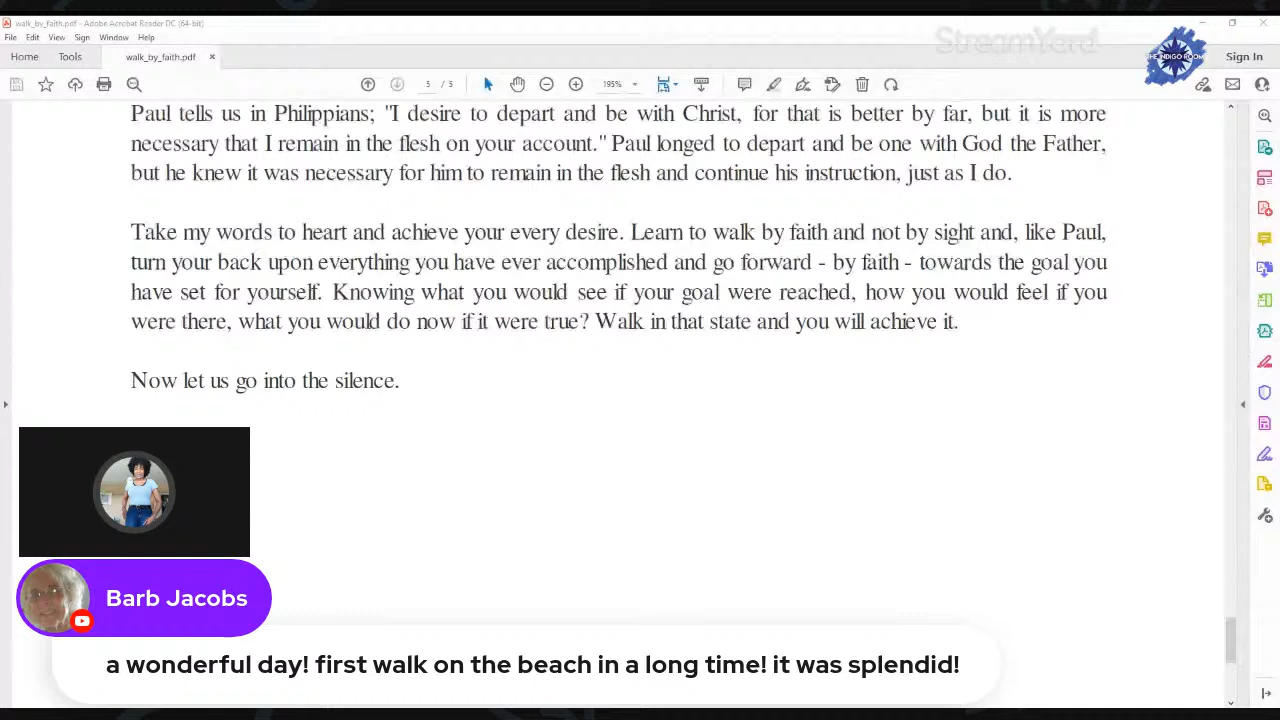 walk_by_faith.pdf - Adobe Acrobat Reader DC (64-bit)
File Edit View Sign Window Help
StreamYard
THE INDIGO ROOM
Home Tools walk_by_faith.pdf × Sign In
5 / 5 195%
Paul tells us in Philippians; "I desire to depart and be with Christ, for that is better by far, but it is more
necessary that I remain in the flesh on your account." Paul longed to depart and be one with God the Father,
but he knew it was necessary for him to remain in the flesh and continue his instruction, just as I do.
Take my words to heart and achieve your every desire. Learn to walk by faith and not by sight and, like Paul,
turn your back upon everything you have ever accomplished and go forward - by faith - towards the goal you
have set for yourself. Knowing what you would see if your goal were reached, how you would feel if you
were there, what you would do now if it were true? Walk in that state and you will achieve it.
Now let us go into the silence.
Barb Jacobs
a wonderful day! first walk on the beach in a long time! it was splendid!